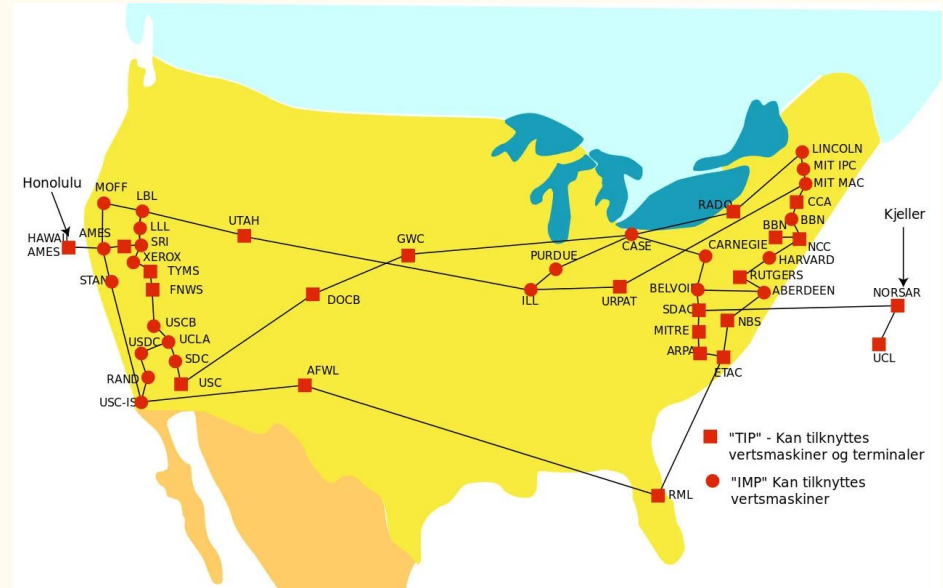 LINCOLN
MIT IPC
MIT MAC
Honolulu
MOFF
LBL
CCA
RADO
LLL
UTAH
BBN
BBN
Kjeller
HAWAI
AMES
AMES
SRI
GWC
CASE
CARNEGIE
NCC
HARVARD
XEROX
PURDUE
TYMS
RUTGERS
STAN
FNWS
DOCB
ILL
URPAT
BELVOI
ABERDEEN
NORSAR
SDAC
USCB
NBS
MITRE
USDC
UCLA
ARPA
SDC
UCL
ETAC
AFWL
RAND
USC
USC-IS
"TIP" - Kan tilknyttes
vertsmaskiner og terminaler
"IMP" Kan tilknyttes
vertsmaskiner
RML